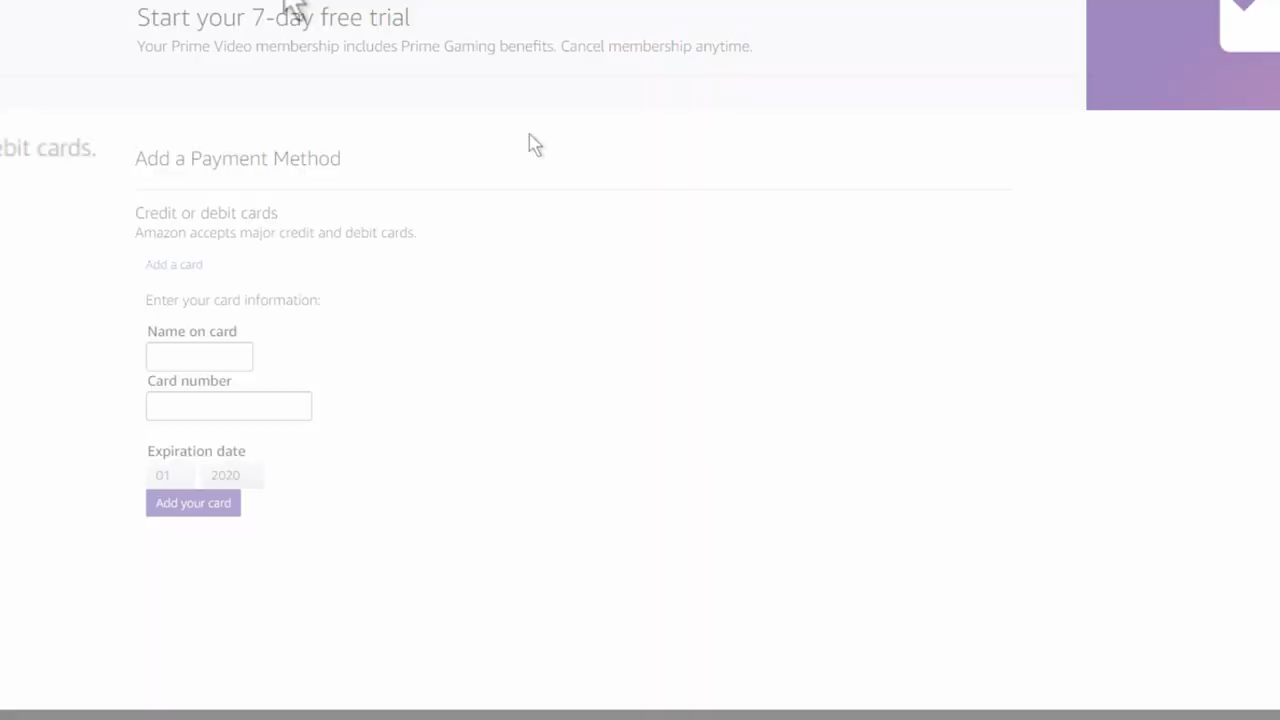 Start your 7-day free trial
Your Prime Video membership includes Prime Gaming benefits. Cancel membership anytime.
ebit cards.
Add a Payment Method
Credit or debit cards
Amazon accepts major credit and debit cards.
Add a card
Enter your card information:
Name on card
Card number
Expiration date
01 2020
Add your card